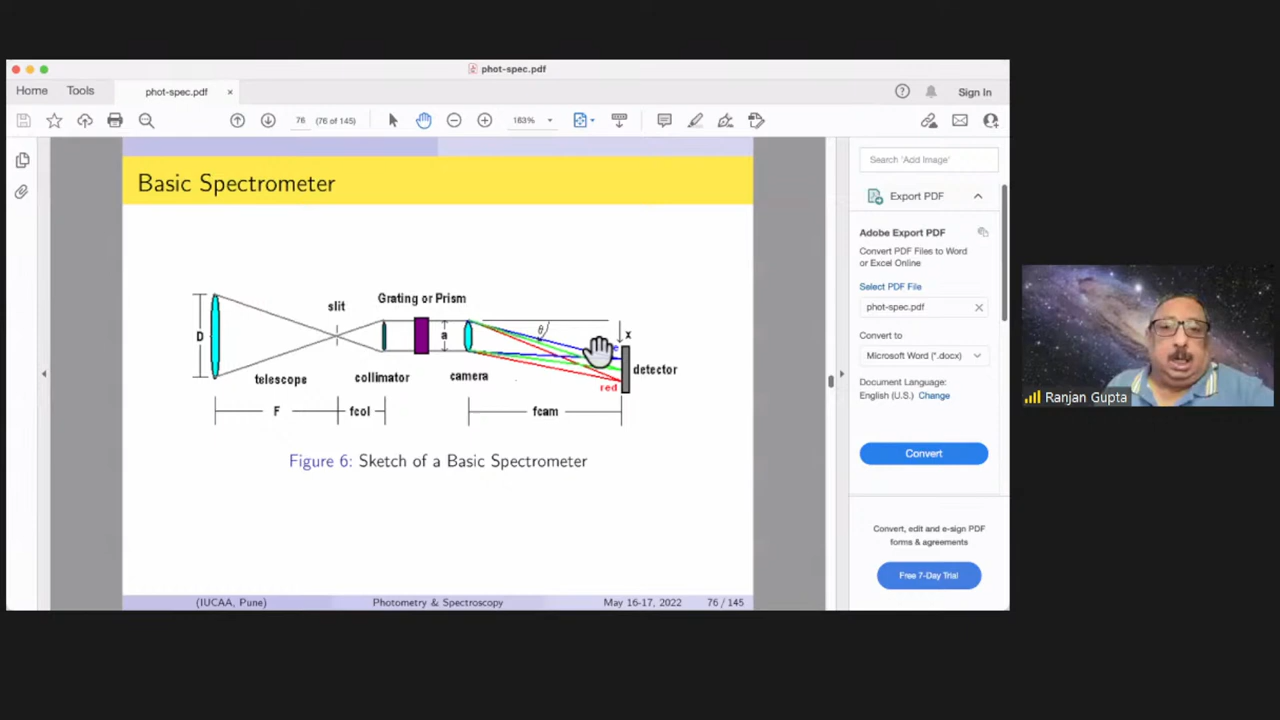 phot-spec.pdf
Home Tools phot-spec.pdf × Sign In
76 (76 of 145) 163%
Basic Spectrometer
Search 'Add Image'
Export PDF
Adobe Export PDF
Convert PDF Files to Word
or Excel Online
Select PDF File
phot-spec.pdf
Convert to
Microsoft Word (*.docx)
Document Language:
English (U.S.) Change
Convert
Convert, edit and e-sign PDF
forms & agreements
Free 7-Day Trial
Grating or Prism
slit
D
a
θ
x
telescope
collimator
camera
red
detector
F
fcol
fcam
Figure 6: Sketch of a Basic Spectrometer
(IUCAA, Pune) Photometry & Spectroscopy May 16-17, 2022 76 / 145
Ranjan Gupta